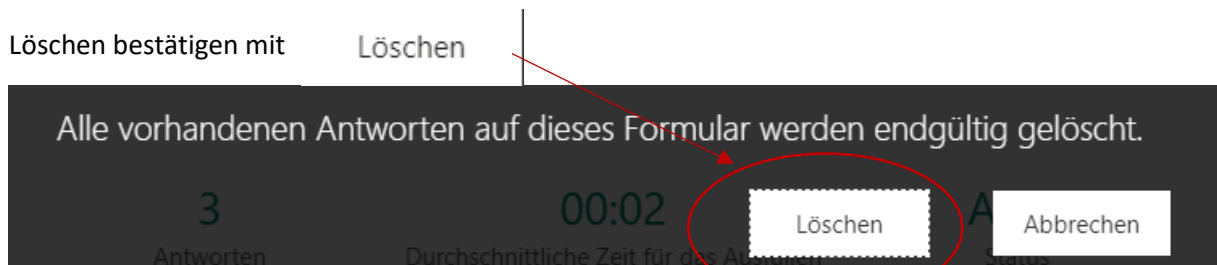 Löschen bestätigen mit Löschen
Alle vorhandenen Antworten auf dieses Formular werden endgültig gelöscht.
3 00:02 Löschen A Abbrechen
Antworten Durchschnittliche Zeit für das Ausfüllen Status